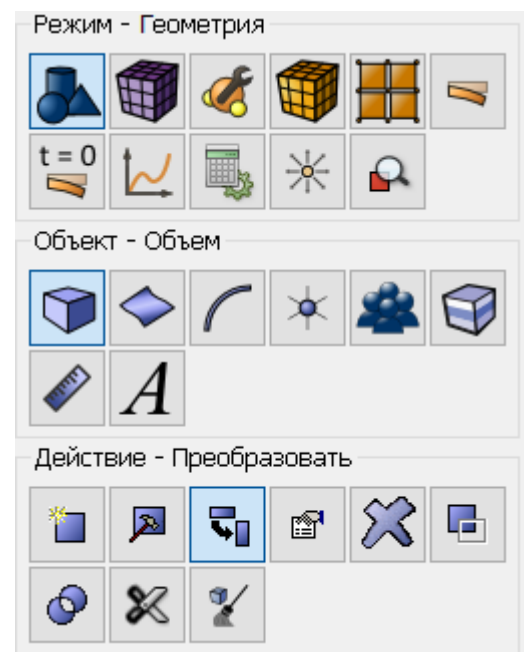 Режим - Геометрия
t = 0
Объект - Объем
A
Действие - Преобразовать